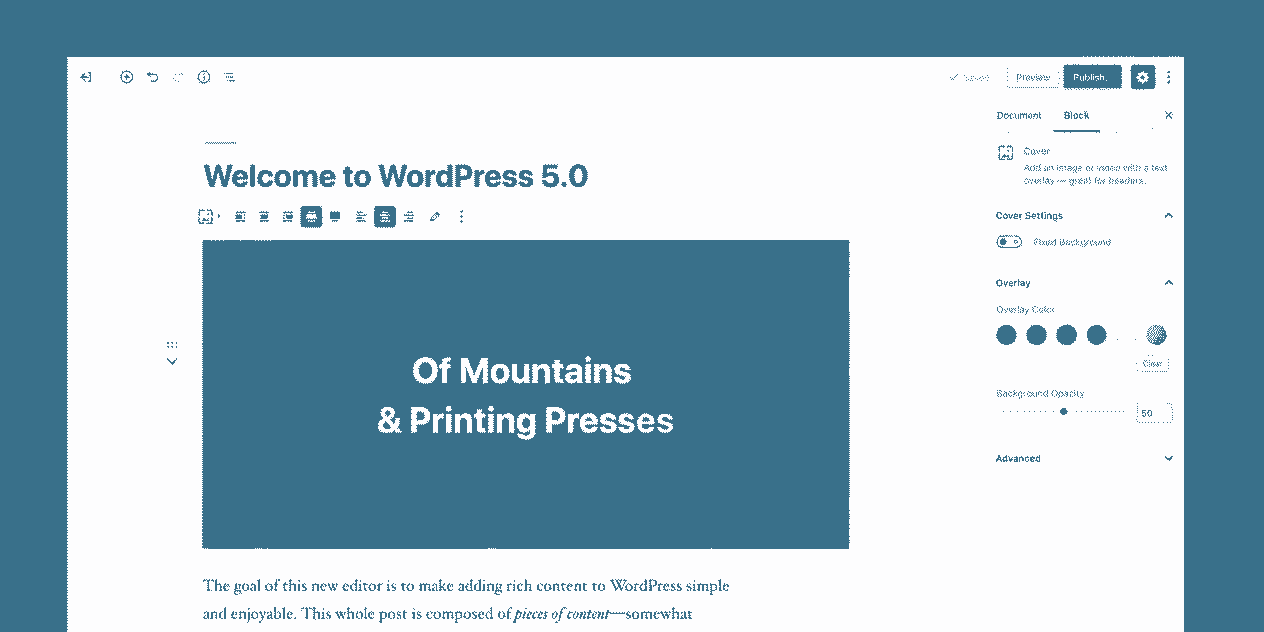 Saved
Preview
Publish.
Document
Block
Welcome to WordPress 5.0
Cover
Add an image or video with a text
overlay — great for headers.
Cover Settings
Fixed Background
Of Mountains
& Printing Presses
Overlay
Overlay Color
Clear
Background Opacity
50
Advanced
The goal of this new editor is to make adding rich content to WordPress simple
and enjoyable. This whole post is composed of pieces of content—somewhat